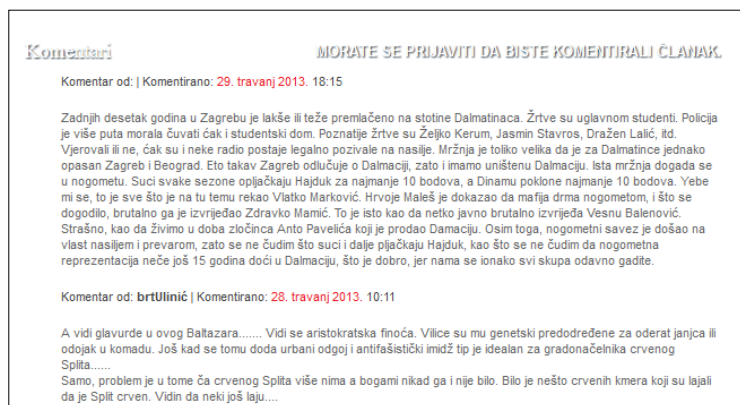 Komentari MORATE SE PRIJAVITI DA BISTE KOMENTIRALI ČLANAK.
Komentar od: | Komentirano: 29. travanj 2013. 18:15
Zadnjih desetak godina u Zagrebu je lakše ili teže premlačeno na stotine Dalmatinaca. Žrtve su uglavnom studenti. Policija
je više puta morala čuvati ćak i studentski dom. Poznatije žrtve su Željko Kerum, Jasmin Stavros, Dražen Lalić, itd.
Vjerovali ili ne, ćak su i neke radio postaje legalno pozivale na nasilje. Mržnja je toliko velika da je za Dalmatince jednako
opasan Zagreb i Beograd. Eto takav Zagreb odlučuje o Dalmaciji, zato i imamo uništenu Dalmaciju. Ista mržnja dogada se
u nogometu. Suci svake sezone opljačkaju Hajduk za najmanje 10 bodova, a Dinamu poklone najmanje 10 bodova. Yebe
mi se, to je sve što je na tu temu rekao Vlatko Marković. Hrvoje Maleš je dokazao da mafija drma nogometom, i što se
dogodilo, brutalno ga je izvrijeđao Zdravko Mamić. To je isto kao da netko javno brutalno izvrijeđa Vesnu Balenović.
Strašno, kao da živimo u doba zločinca Anto Pavelića koji je prodao Damaciju. Osim toga, nogometni savez je došao na
vlast nasiljem i prevarom, zato se ne čudim što suci i dalje pljačkaju Hajduk, kao što se ne čudim da nogometna
reprezentacija neče još 15 godina doći u Dalmaciju, što je dobro, jer nama se ionako svi skupa odavno gadite.
Komentar od: brtUlinić | Komentirano: 28. travanj 2013. 10:11
A vidi glavurde u ovog Baltazara....... Vidi se aristokratska finoća. Vilice su mu genetski predodređene za oderat janjca ili
odojak u komadu. Još kad se tomu doda urbani odgoj i antifašistički imidž tip je idealan za gradonačelnika crvenog
Splita......
Samo, problem je u tome ča crvenog Splita više nima a bogami nikad ga i nije bilo. Bilo je nešto crvenih kmera koji su lajali
da je Split crven. Vidin da neki još laju....